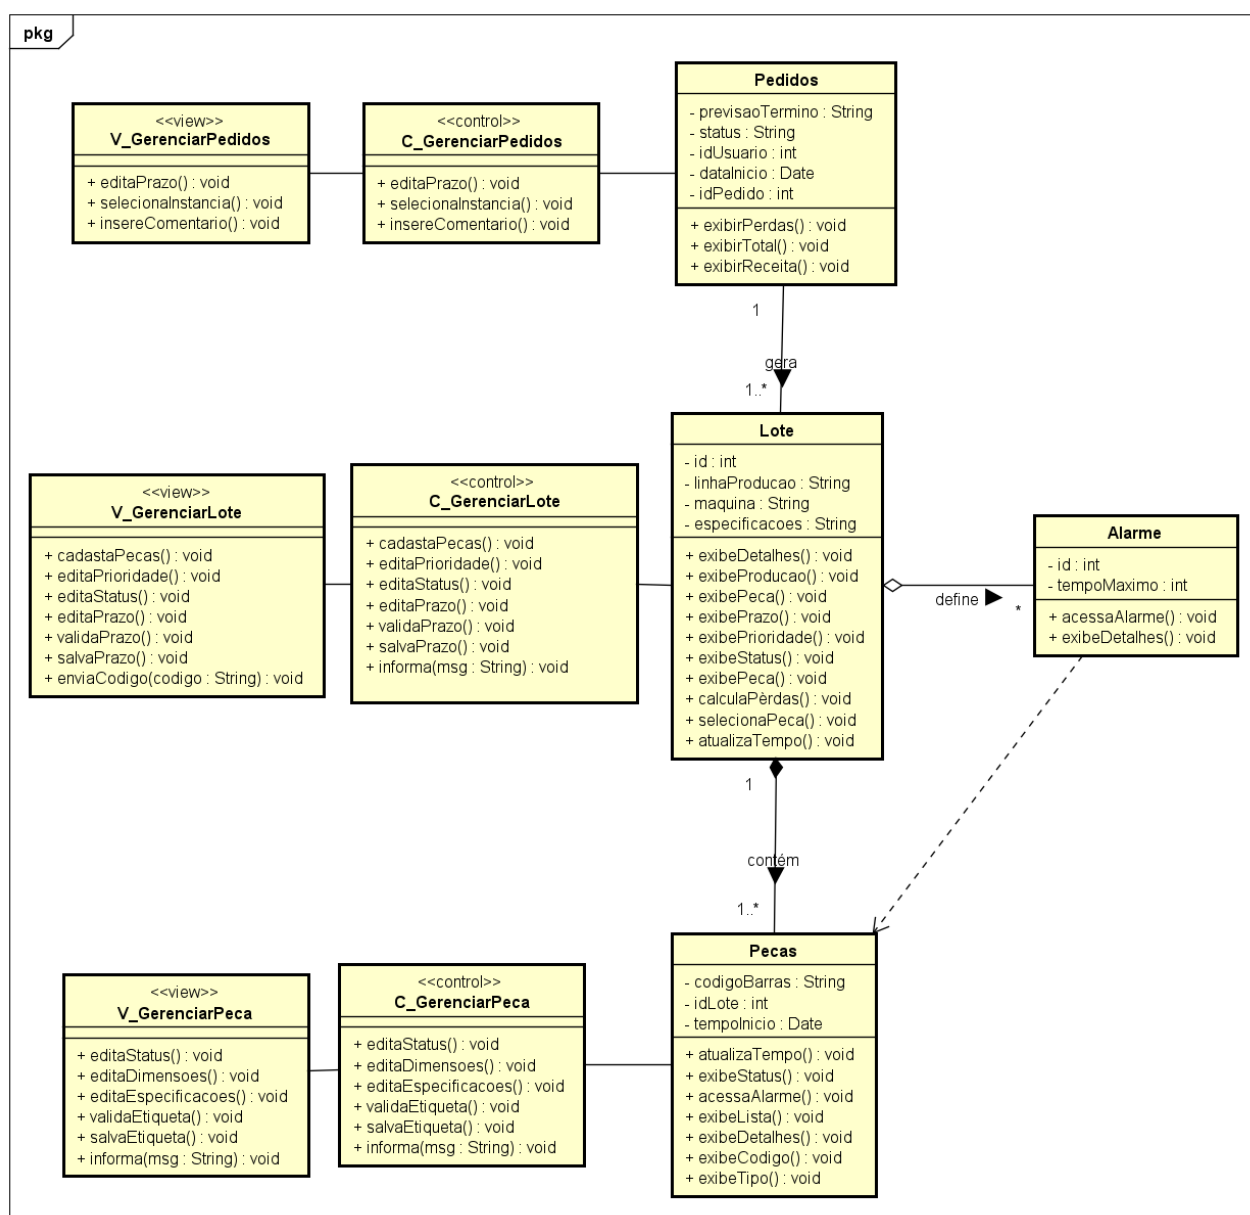 pkg
<<view>>
V_GerenciarPedidos
+ editaPrazo() : void
+ selecionaInstancia() : void
+ insereComentario() : void
<<control>>
C_GerenciarPedidos
+ editaPrazo() : void
+ selecionaInstancia() : void
+ insereComentario() : void
Pedidos
- previsaoTermino : String
- status : String
- idUsuario : int
- dataInicio : Date
- idPedido : int
+ exibirPerdas() : void
+ exibirTotal() : void
+ exibirReceita() : void
1
gera
1..*
<<view>>
V_GerenciarLote
+ cadastaPecas() : void
+ editaPrioridade() : void
+ editaStatus() : void
+ editaPrazo() : void
+ validaPrazo() : void
+ salvaPrazo() : void
+ enviaCodigo(codigo : String) : void
<<control>>
C_GerenciarLote
+ cadastaPecas() : void
+ editaPrioridade() : void
+ editaStatus() : void
+ editaPrazo() : void
+ validaPrazo() : void
+ salvaPrazo() : void
+ informa(msg : String) : void
Lote
- id : int
- linhaProducao : String
- maquina : String
- especificacoes : String
+ exibeDetalhes() : void
+ exibeProducao() : void
+ exibePeca() : void
+ exibePrazo() : void
+ exibePrioridade() : void
+ exibeStatus() : void
+ exibePeca() : void
+ calculaPèrdas() : void
+ selecionaPeca() : void
+ atualizaTempo() : void
define
*
Alarme
- id : int
- tempoMaximo : int
+ acessaAlarme() : void
+ exibeDetalhes() : void
1
contém
1..*
<<view>>
V_GerenciarPeca
+ editaStatus() : void
+ editaDimensoes() : void
+ editaEspecificacoes() : void
+ validaEtiqueta() : void
+ salvaEtiqueta() : void
+ informa(msg : String) : void
<<control>>
C_GerenciarPeca
+ editaStatus() : void
+ editaDimensoes() : void
+ editaEspecificacoes() : void
+ validaEtiqueta() : void
+ salvaEtiqueta() : void
+ informa(msg : String) : void
Pecas
- codigoBarras : String
- idLote : int
- tempoInicio : Date
+ atualizaTempo() : void
+ exibeStatus() : void
+ acessaAlarme() : void
+ exibeLista() : void
+ exibeDetalhes() : void
+ exibeCodigo() : void
+ exibeTipo() : void